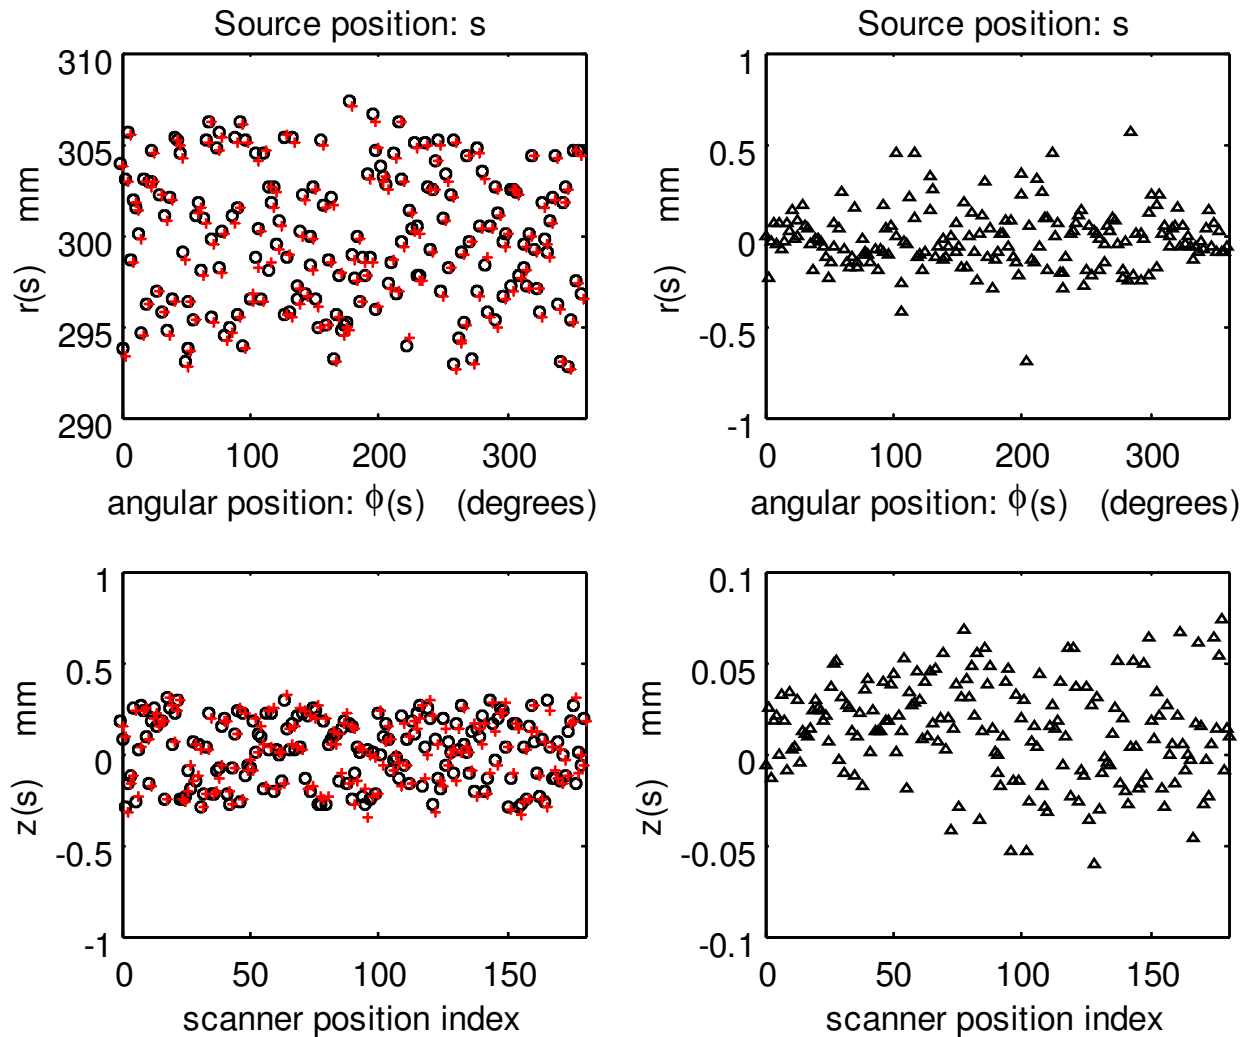 Source position: s
Source position: s
310
305
300
295
290
r(s) mm
0 100 200 300
angular position: ϕ(s) (degrees)
1
0.5
0
-0.5
-1
r(s) mm
0 100 200 300
angular position: ϕ(s) (degrees)
1
0.5
0
-0.5
-1
z(s) mm
0 50 100 150
scanner position index
0.1
0.05
0
-0.05
-0.1
z(s) mm
0 50 100 150
scanner position index